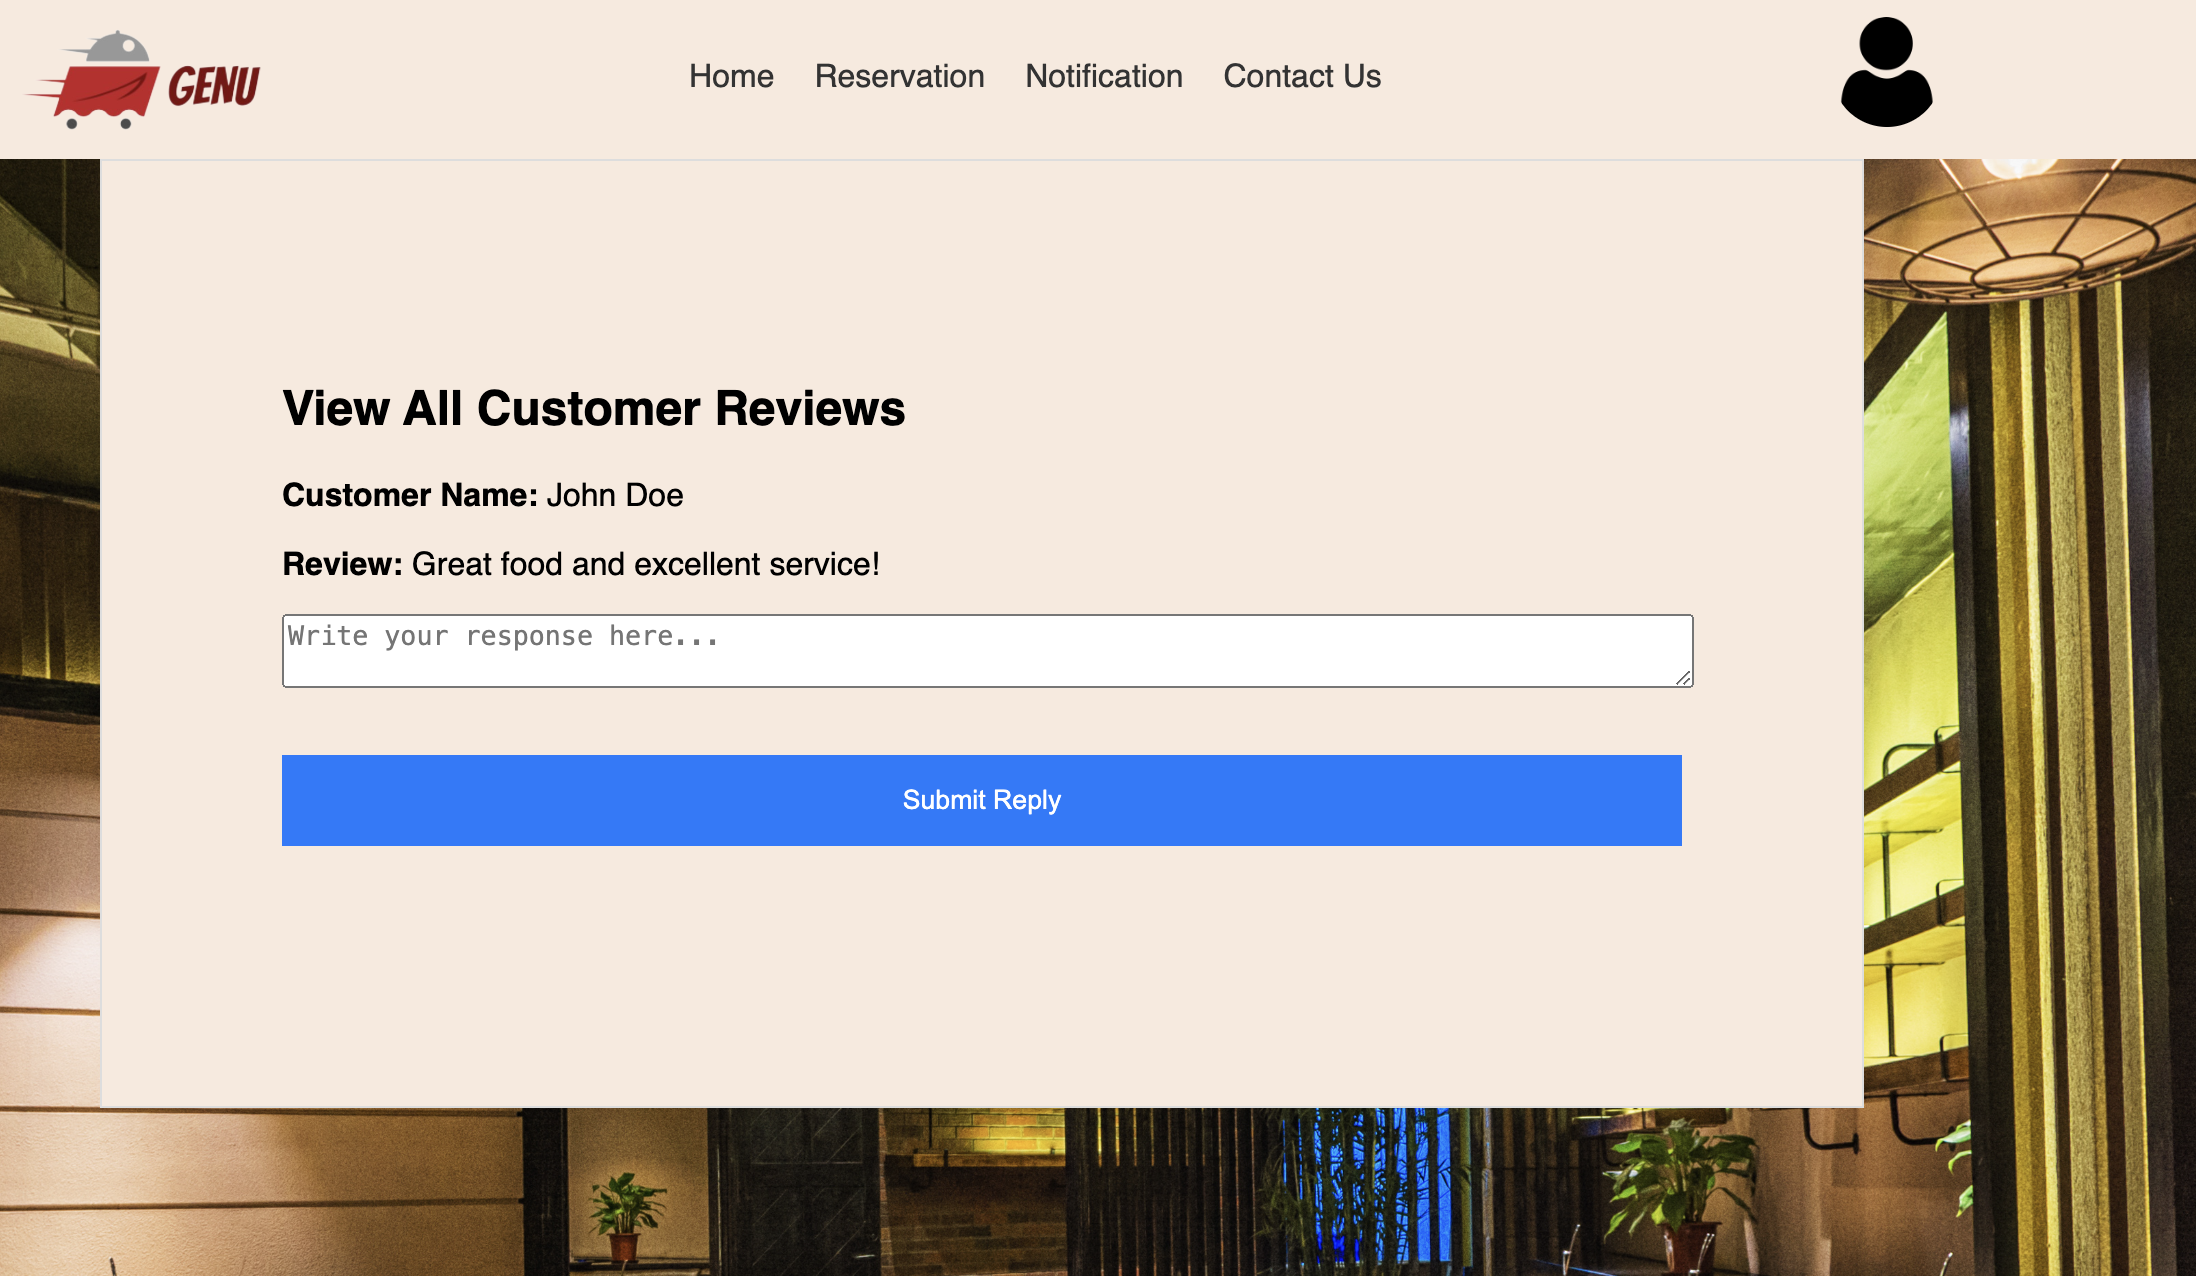 GENU
Home Reservation Notification Contact Us
View All Customer Reviews
Customer Name: John Doe
Review: Great food and excellent service!
Write your response here...
Submit Reply